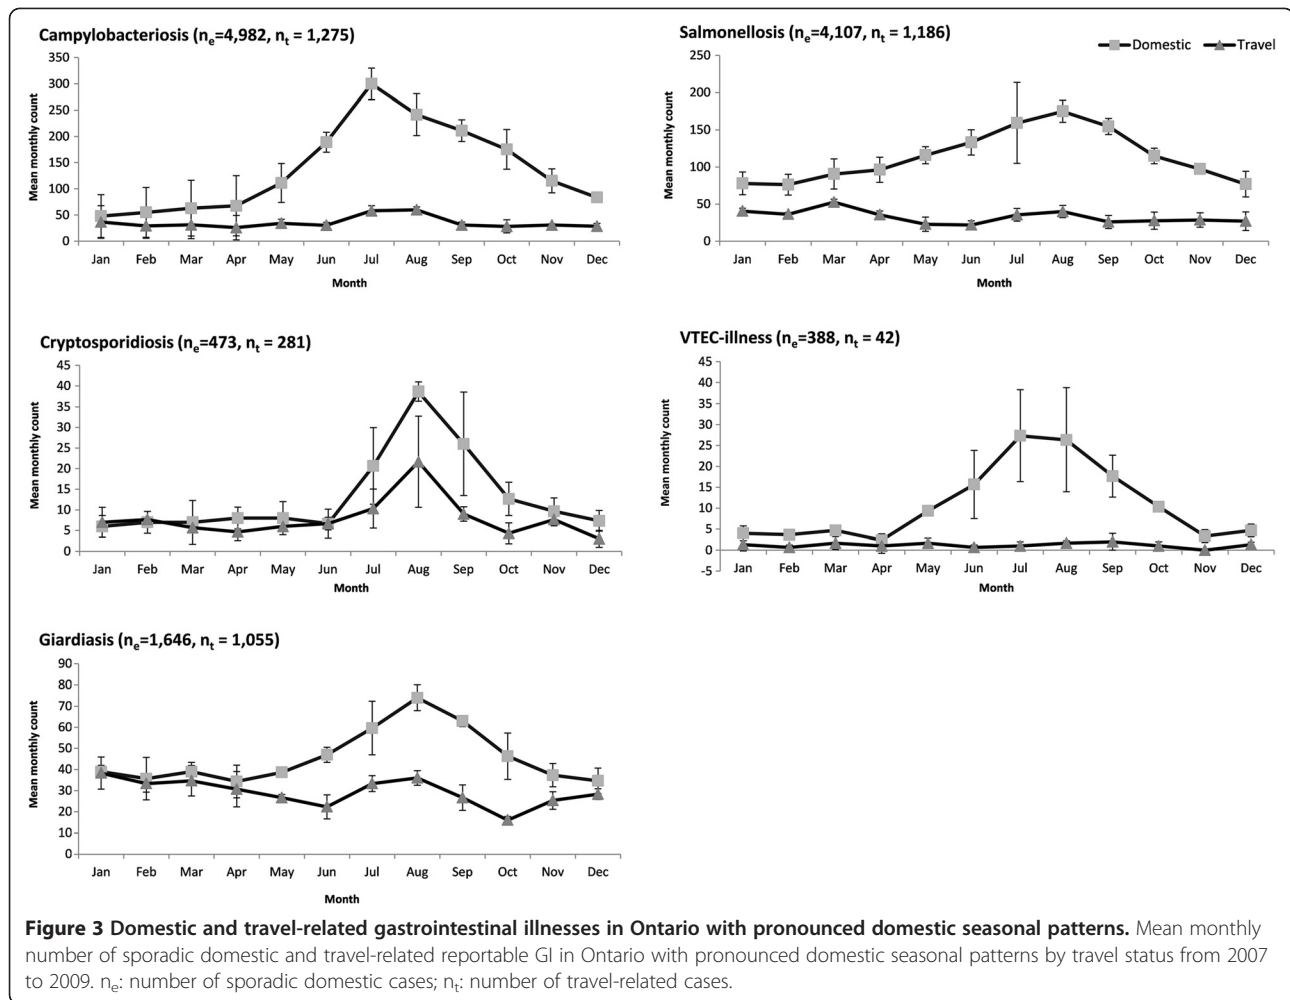 Campylobacteriosis (nₑ=4,982, nₜ = 1,275)
Mean monthly count
350
300
250
200
150
100
50
0
Jan Feb Mar Apr May Jun Jul Aug Sep Oct Nov Dec
Month
Salmonellosis (nₑ=4,107, nₜ = 1,186)
Domestic Travel
Mean monthly count
250
200
150
100
50
0
Jan Feb Mar Apr May Jun Jul Aug Sep Oct Nov Dec
Month
Cryptosporidiosis (nₑ=473, nₜ = 281)
Mean monthly count
45
40
35
30
25
20
15
10
5
0
Jan Feb Mar Apr May Jun Jul Aug Sep Oct Nov Dec
Month
VTEC-illness (nₑ=388, nₜ = 42)
Mean monthly count
45
40
35
30
25
20
15
10
5
0
-5
Jan Feb Mar Apr May Jun Jul Aug Sep Oct Nov Dec
Month
Giardiasis (nₑ=1,646, nₜ = 1,055)
Mean monthly count
90
80
70
60
50
40
30
20
10
0
Jan Feb Mar Apr May Jun Jul Aug Sep Oct Nov Dec
Month
Figure 3 Domestic and travel-related gastrointestinal illnesses in Ontario with pronounced domestic seasonal patterns. Mean monthly
number of sporadic domestic and travel-related reportable GI in Ontario with pronounced domestic seasonal patterns by travel status from 2007
to 2009. nₑ: number of sporadic domestic cases; nₜ: number of travel-related cases.